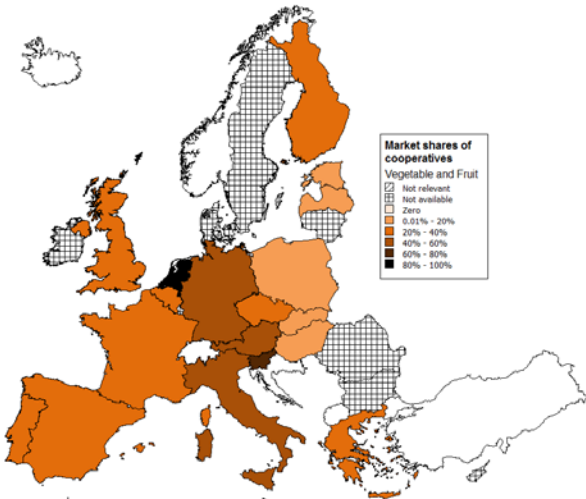 Market shares of
cooperatives
Vegetable and Fruit
Not relevant
Not available
Zero
0.01% - 20%
20% - 40%
40% - 60%
60% - 80%
80% - 100%